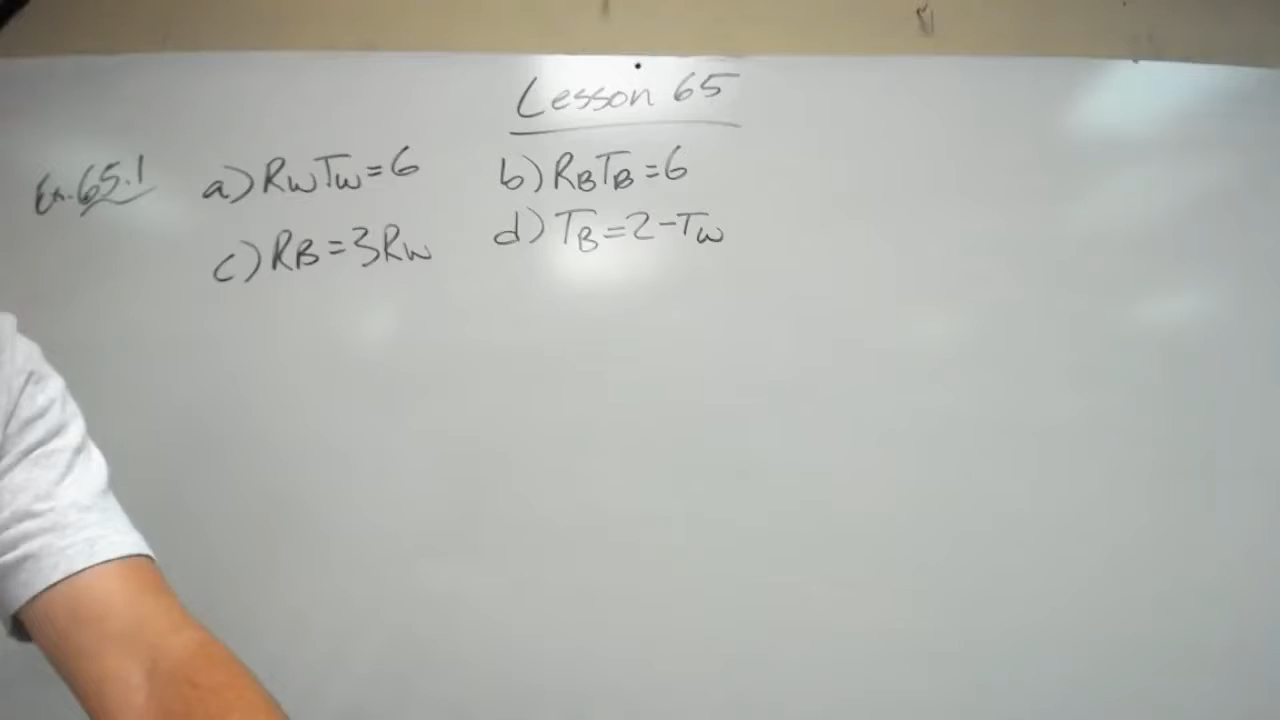 Lesson 65
Ex. 65.1 a) RwTw = 6 b) RBTB = 6
c) RB = 3Rw d) TB = 2 - Tw